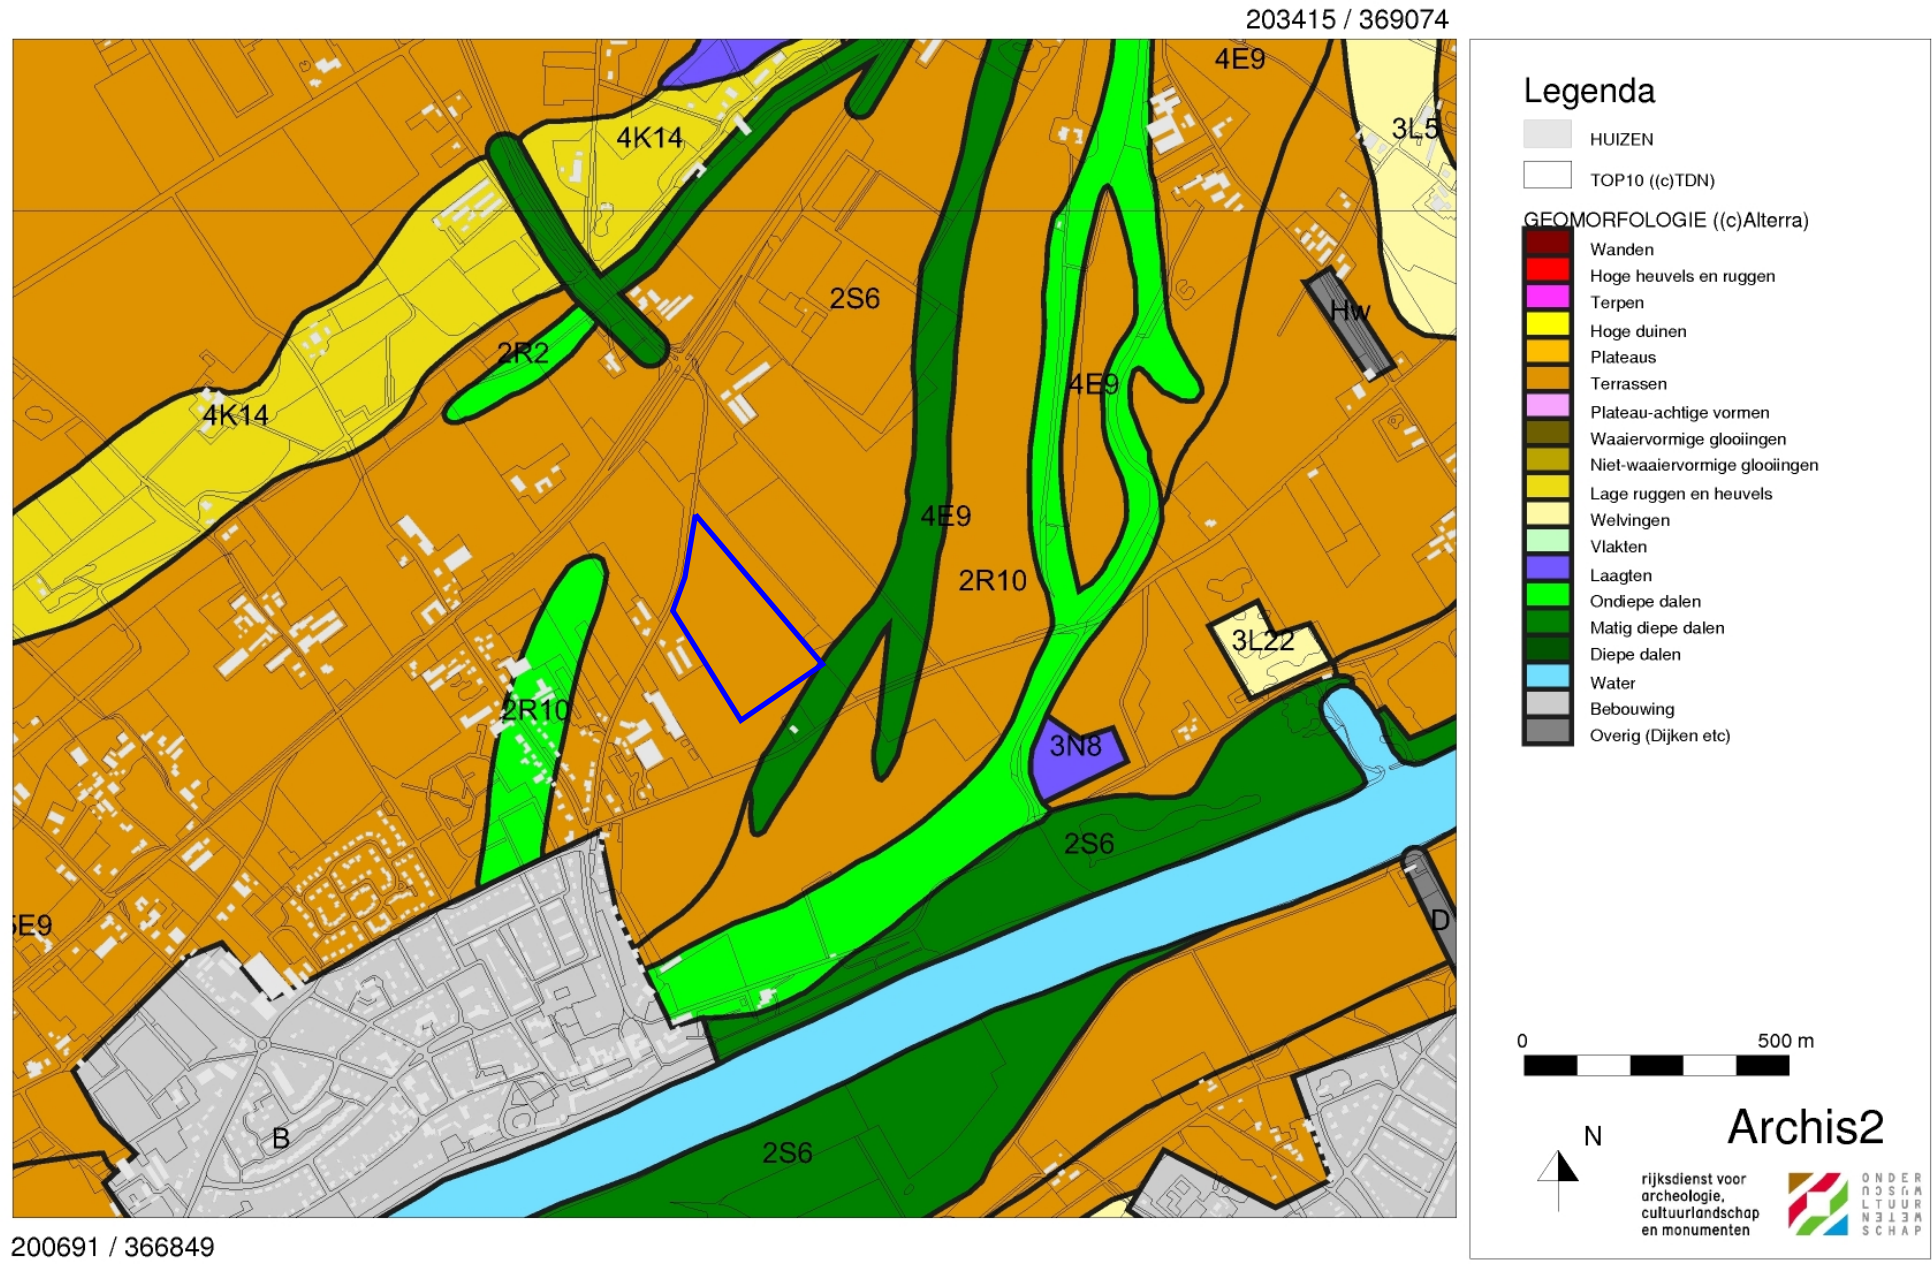 203415 / 369074
4E9
3L5
4K14
2S6
Hw
2R2
4E9
4K14
4E9
2R10
3L22
2R10
3N8
2S6
5E9
D
B
2S6
200691 / 366849
Legenda
HUIZEN
TOP10 ((c)TDN)
GEOMORFOLOGIE ((c)Alterra)
Wanden
Hoge heuvels en ruggen
Terpen
Hoge duinen
Plateaus
Terrassen
Plateau-achtige vormen
Waaiervormige glooiingen
Niet-waaiervormige glooiingen
Lage ruggen en heuvels
Welvingen
Vlakten
Laagten
Ondiepe dalen
Matig diepe dalen
Diepe dalen
Water
Bebouwing
Overig (Dijken etc)
0 500 m
N
Archis2
rijksdienst voor
archeologie,
cultuurlandschap
en monumenten
ONDER
SCHAP